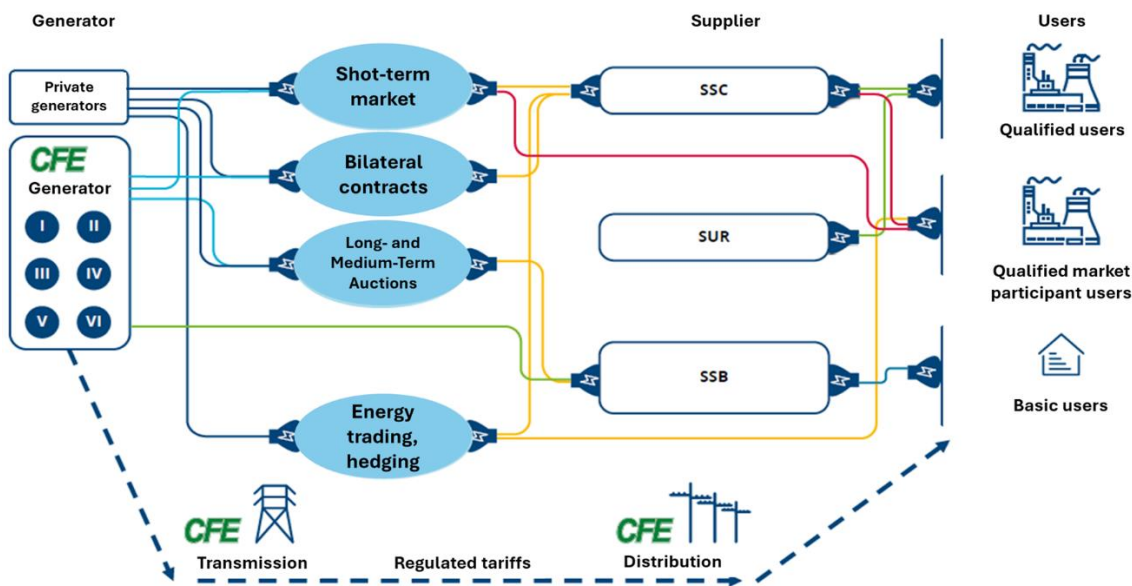 Generator
Supplier
Users
Private
generators
Shot-term
market
SSC
Qualified users
CFE
Generator
I
II
III
IV
V
VI
Bilateral
contracts
Long- and
Medium-Term
Auctions
SUR
Qualified market
participant users
SSB
Basic users
Energy
trading,
hedging
CFE
Transmission
Regulated tariffs
CFE
Distribution